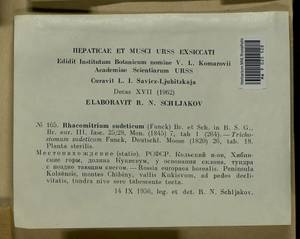 HEPATICAE ET MUSCI URSS EXSICCATI
Edidit Institutum Botanicum nomine V. L. Komarovii
Academiae Scientiarum URSS
Curavit L. I. Savicz-Ljubitzkaja
Decas XVII (1962)
ELABORAVIT R. N. SCHLJAKOV
№ 165. Rhacomitrium sudeticum (Funck) Br. et Sch. in B. S. G.,
Br. eur. III, fasc. 25/28, Mon. (1845) 7, tab 1 (264).—Tricho-
stomum sudeticum Funck, Deutschl. Moose (1820) 26, tab. 18.
Planta sterilis.
Местонахождение (statio). РСФСР. Кольский п-ов, Хибин-
ские горы, долина Кукисвум, у основания склона, тундра
с поздно тающим снегом.—Rossia europaea borealis. Peninsula
Kolaënsis, montes Chibiny, vallis Kukisvum, ad pedes decli-
vitatis, tundra nive sero tabescente tecta.
14 IX 1956, leg. et det. R. N. Schljakov.